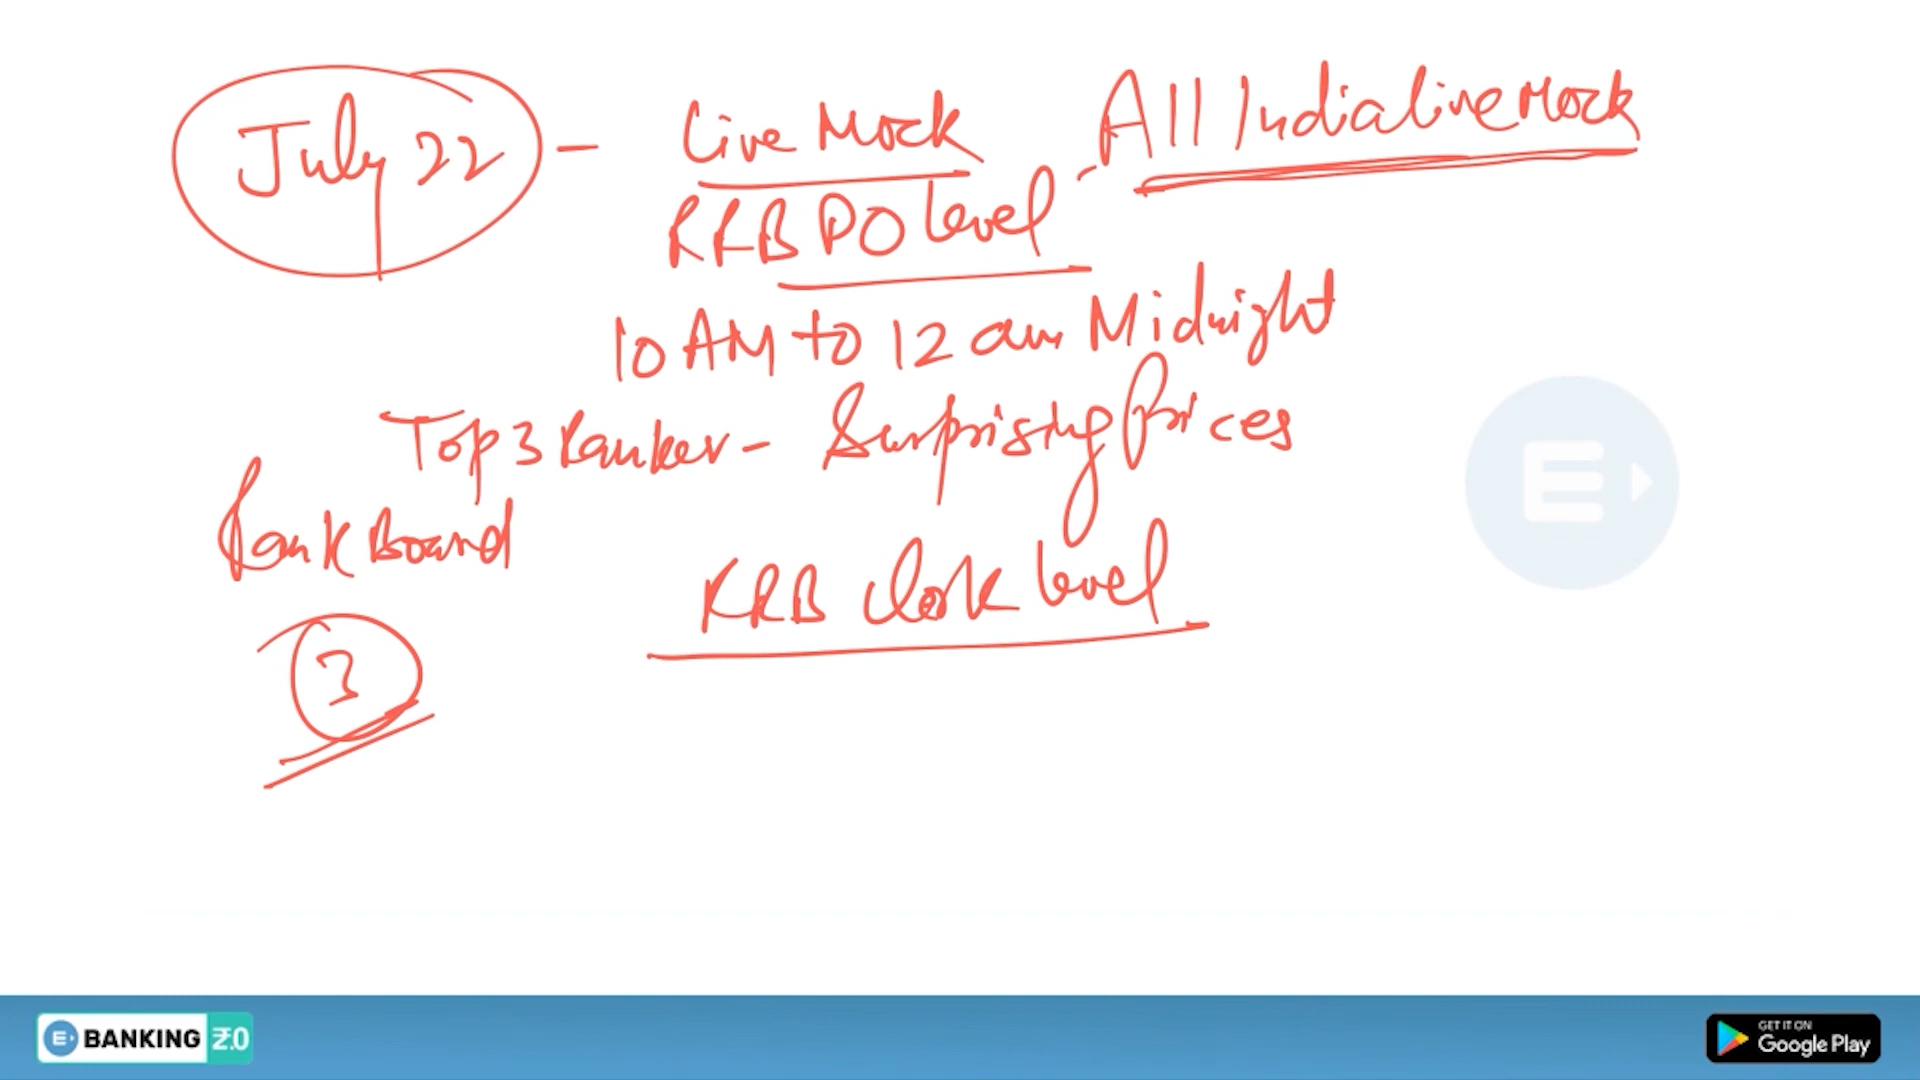 July 22 - Live Mock - All India live Mock
RRB PO level
10 AM to 12 am Midnight
Top 3 Ranker - Surprising Prices
Rank Board
RRB clerk level
3
E BANKING 2.0
GET IT ON
Google Play